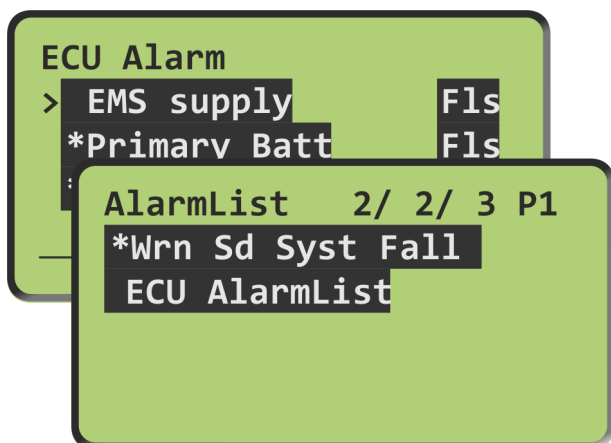 ECU Alarm
> EMS supply Fls
*Primary Batt Fls
*
AlarmList 2/ 2/ 3 P1
*Wrn Sd Syst Fall
ECU AlarmList